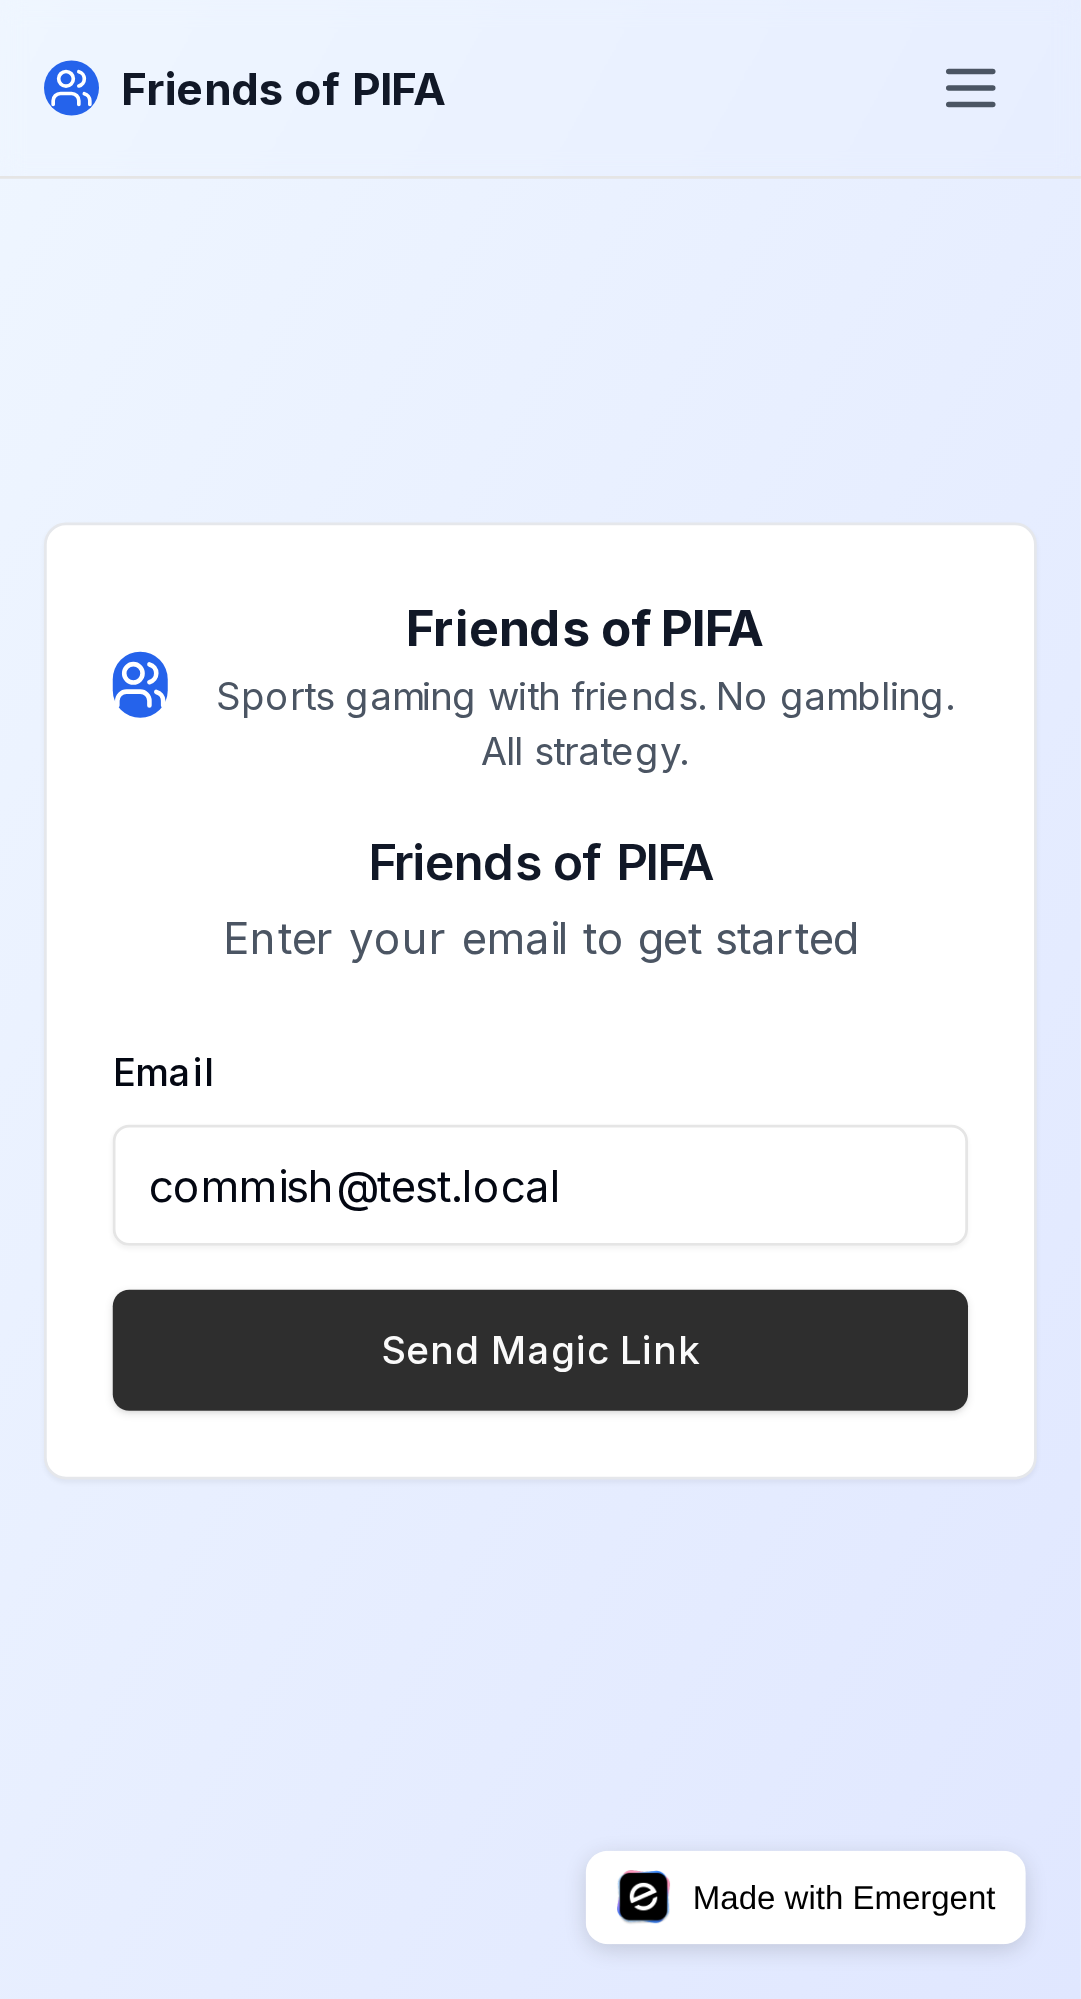 Friends of PIFA
Friends of PIFA
Sports gaming with friends. No gambling.
All strategy.
Friends of PIFA
Enter your email to get started
Email
commish@test.local
Send Magic Link
Made with Emergent